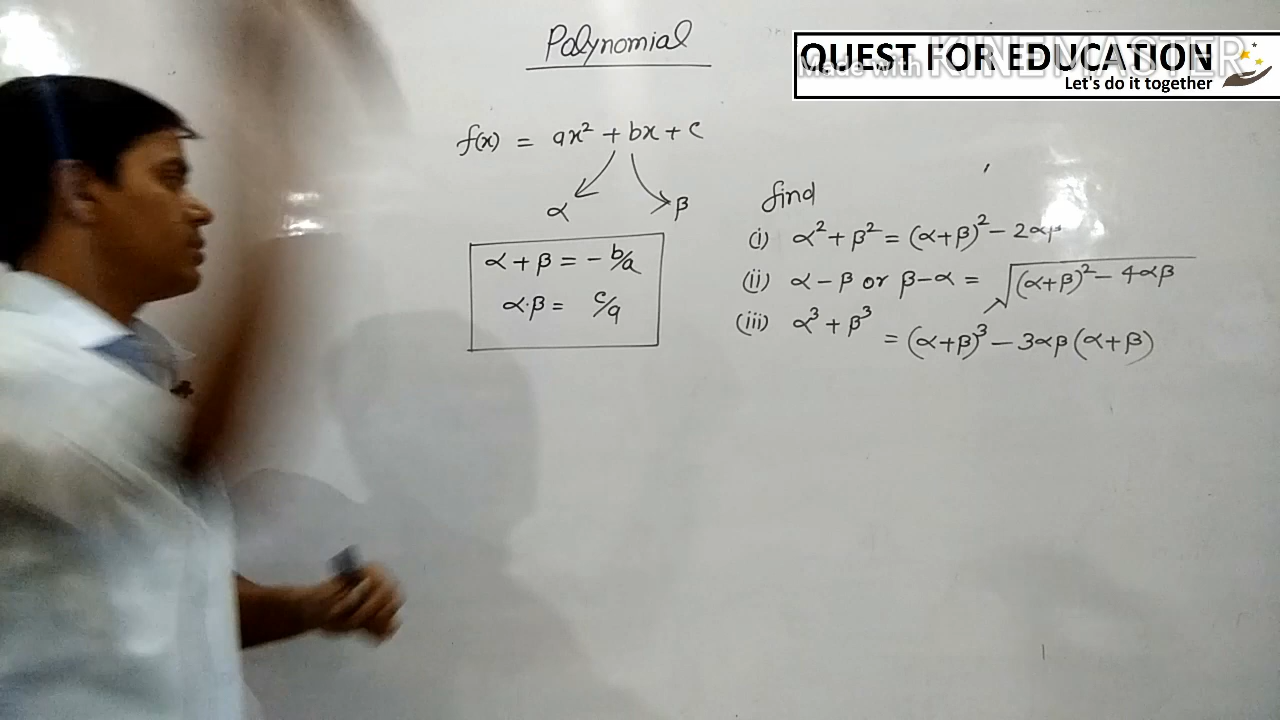 Polynomial
QUEST FOR EDUCATION
Made with KINEMASTER
Let's do it together
f(x) = ax² + bx + c
α β
α + β = - b/a
α·β = c/a
find
(i) α² + β² = (α+β)² - 2αβ
(ii) α - β or β - α = √(α+β)² - 4αβ
(iii) α³ + β³
= (α+β)³ - 3αβ(α+β)